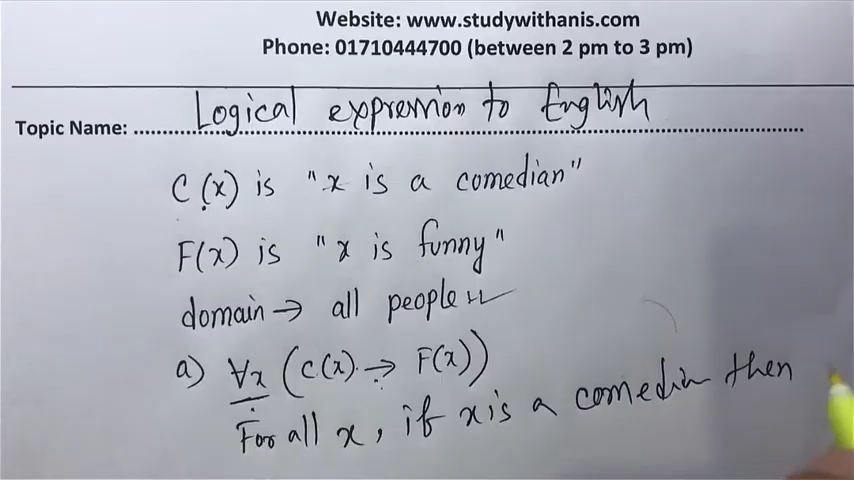 Website: www.studywithanis.com
Phone: 01710444700 (between 2 pm to 3 pm)
Topic Name: Logical expression to English
C(x) is "x is a comedian"
F(x) is "x is funny"
domain → all people
a) ∀x (C(x) → F(x))
For all x, if x is a comedian then